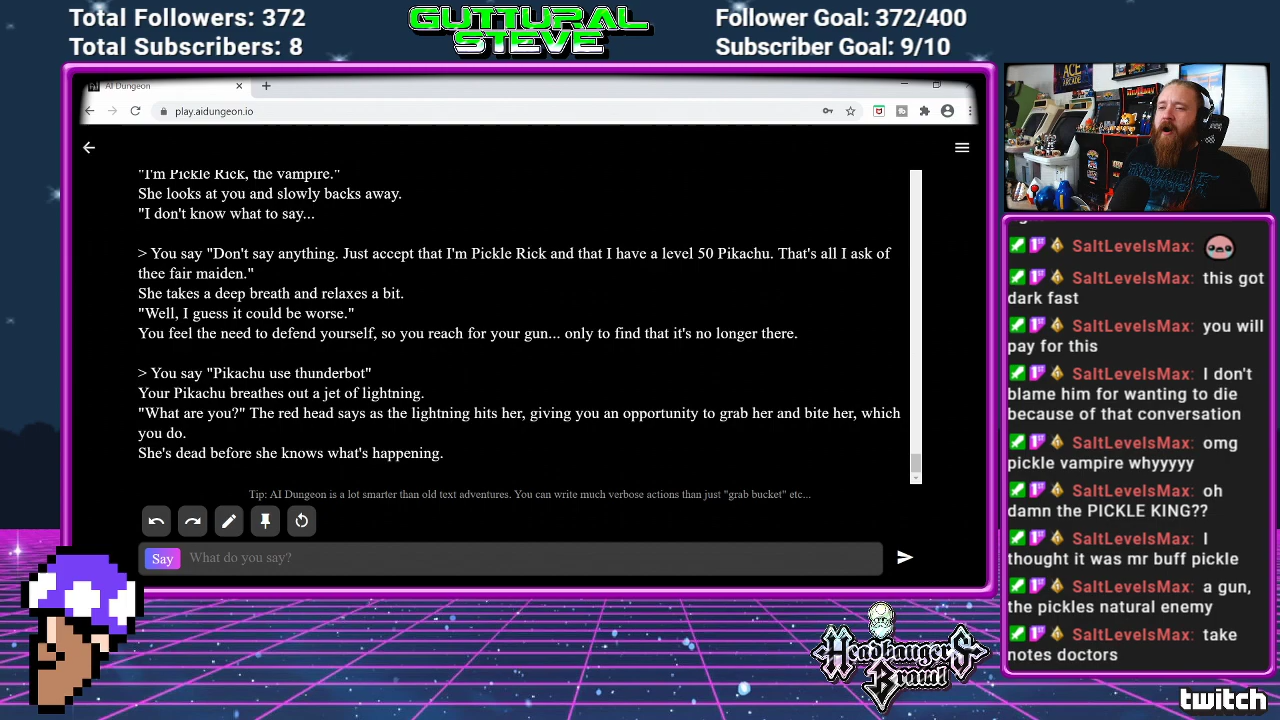 Total Followers: 372
Total Subscribers: 8
GUTTURAL
STEVE
Follower Goal: 372/400
Subscriber Goal: 9/10
AI Dungeon
play.aidungeon.io
"I'm Pickle Rick, the vampire."
She looks at you and slowly backs away.
"I don't know what to say...
> You say "Don't say anything. Just accept that I'm Pickle Rick and that I have a level 50 Pikachu. That's all I ask of
thee fair maiden."
She takes a deep breath and relaxes a bit.
"Well, I guess it could be worse."
You feel the need to defend yourself, so you reach for your gun... only to find that it's no longer there.
> You say "Pikachu use thunderbot"
Your Pikachu breathes out a jet of lightning.
"What are you?" The red head says as the lightning hits her, giving you an opportunity to grab her and bite her, which
you do.
She's dead before she knows what's happening.
Tip: AI Dungeon is a lot smarter than old text adventures. You can write much verbose actions than just "grab bucket" etc...
Say What do you say?
ACE
ARCADE
SaltLevelsMax:
SaltLevelsMax: this got
dark fast
SaltLevelsMax: you will
pay for this
SaltLevelsMax: I don't
blame him for wanting to die
because of that conversation
SaltLevelsMax: omg
pickle vampire whyyyyy
SaltLevelsMax: oh
damn the PICKLE KING??
SaltLevelsMax: I
thought it was mr buff pickle
SaltLevelsMax: a gun,
the pickles natural enemy
SaltLevelsMax: take
notes doctors
Headbangers
Brawl
twitch